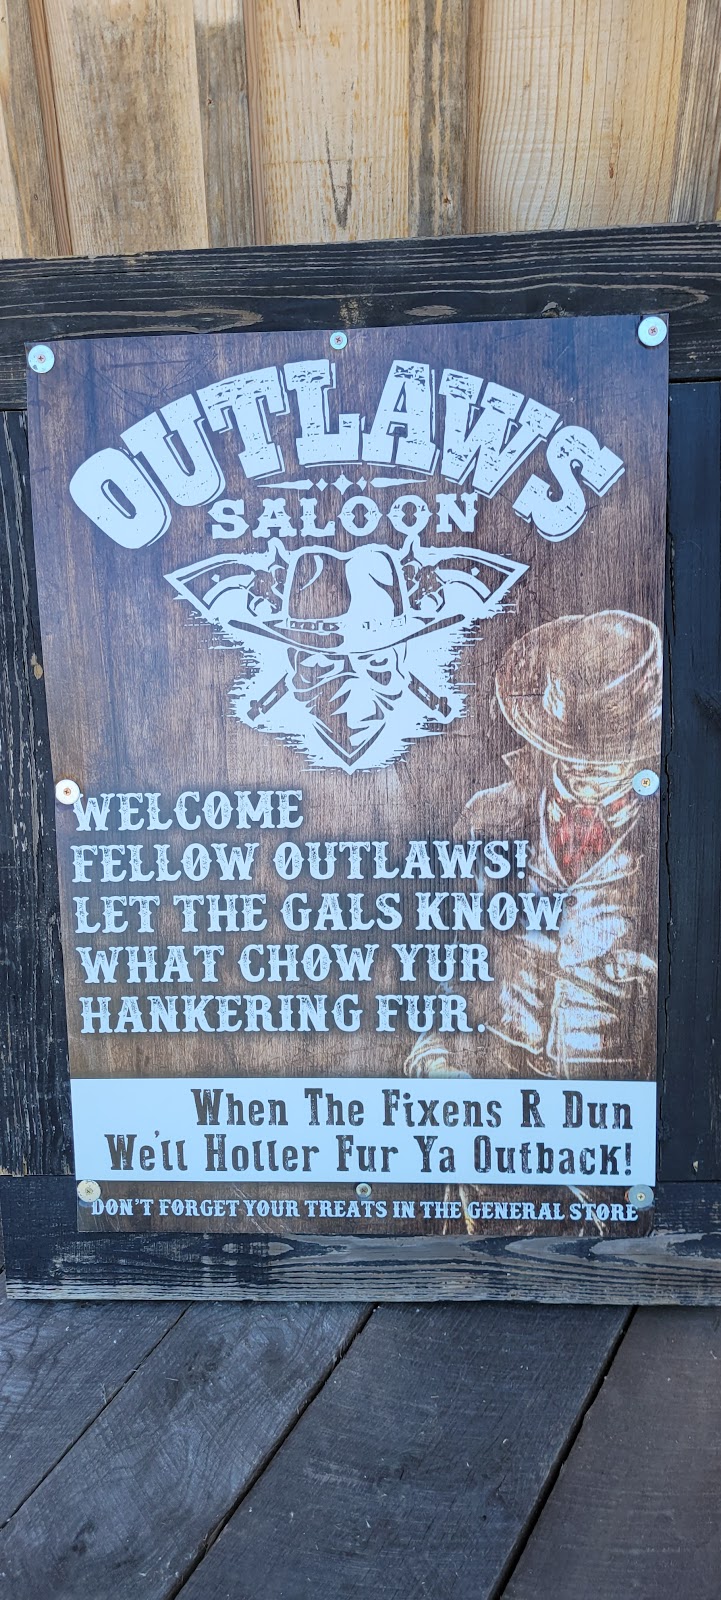 OUTLAWS
SALOON
WELCOME
FELLOW OUTLAWS!
LET THE GALS KNOW
WHAT CHOW YUR
HANKERING FUR.
When The Fixens R Dun
We'll Holler Fur Ya Outback!
DON'T FORGET YOUR TREATS IN THE GENERAL STORE